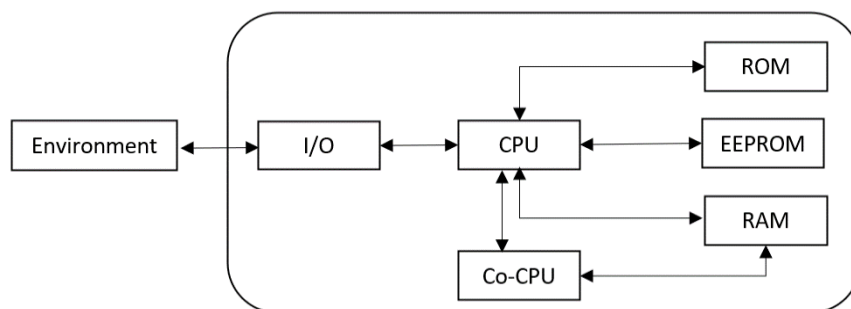 ROM
Environment
I/O
CPU
EEPROM
RAM
Co-CPU